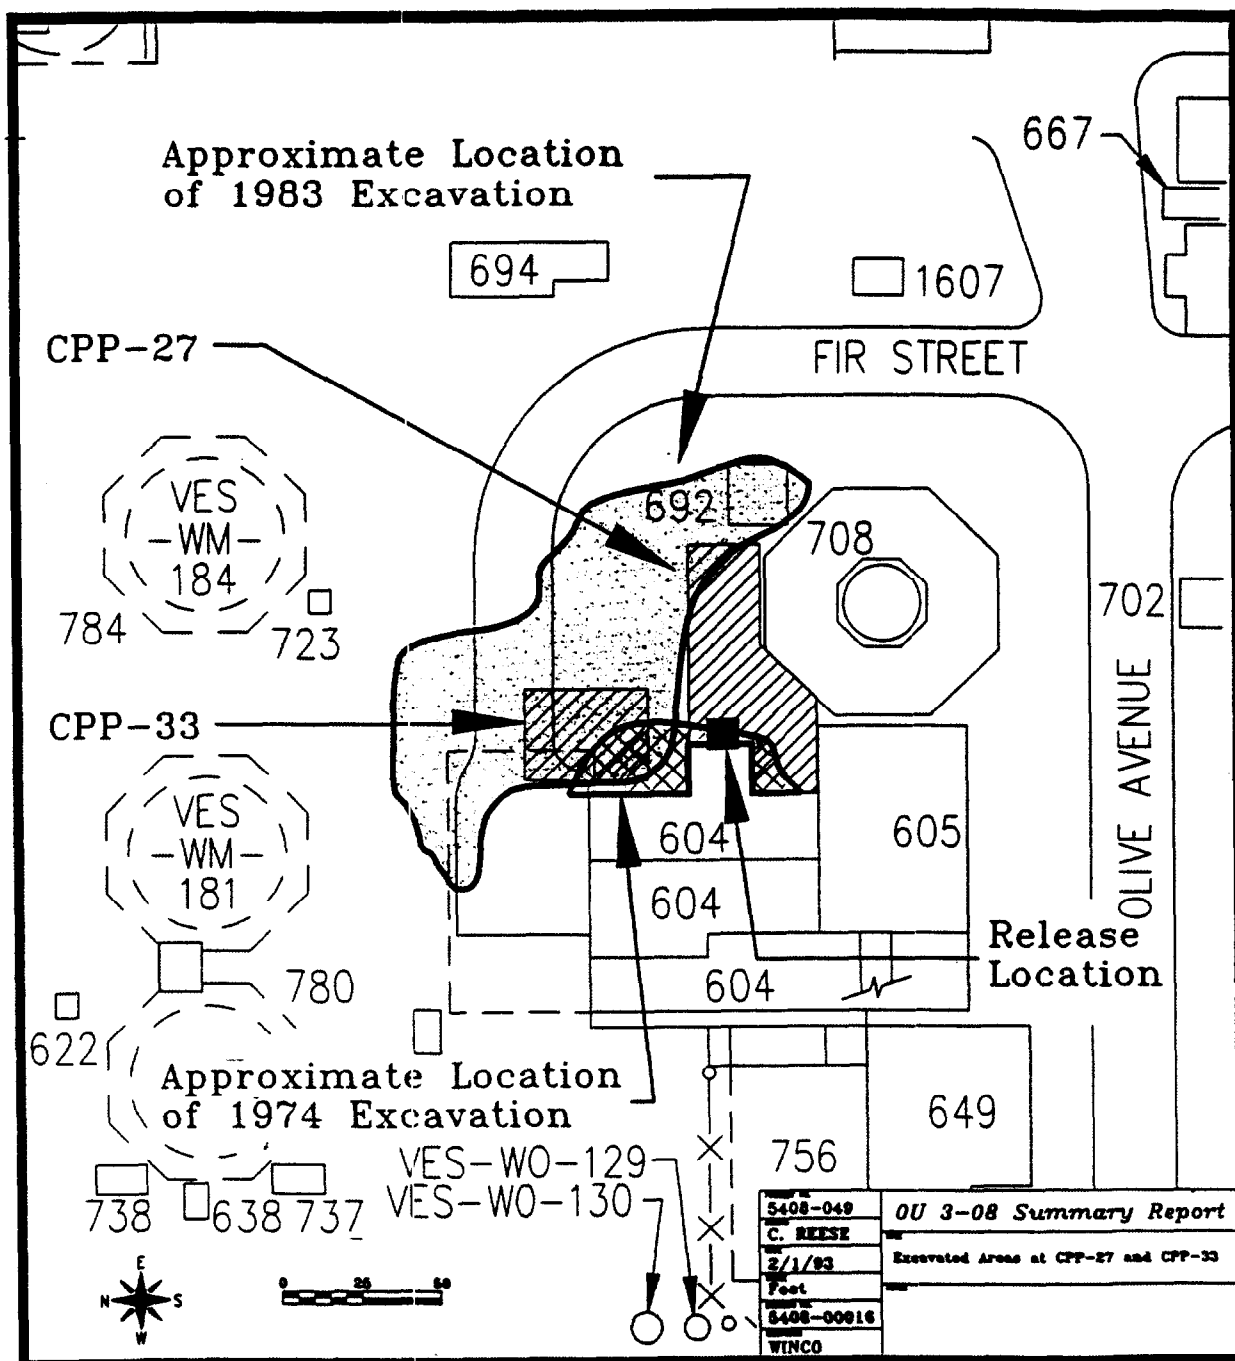 Approximate Location
of 1983 Excavation
667
694
1607
CPP-27
FIR STREET
VES
-WM-
184
692
708
784
723
702
CPP-33
OLIVE AVENUE
VES
-WM-
181
604
605
604
Release
Location
604
780
622
Approximate Location
of 1974 Excavation
649
756
VES-WO-129
VES-WO-130
738
638
737
E
N
S
W
0 25 50
5408-049
C. REESE
2/1/93
Feet
5408-00016
WINCO
OU 3-08 Summary Report
Excavated Areas at CPP-27 and CPP-33